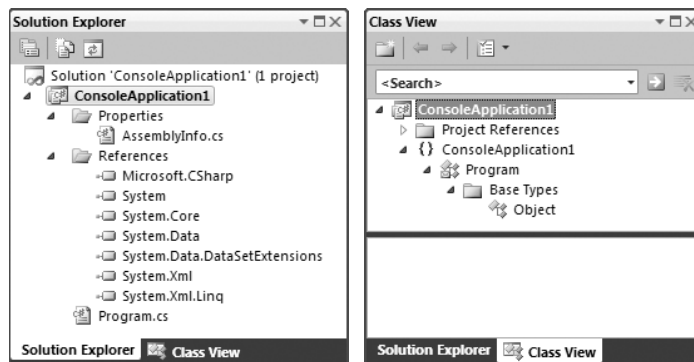 Solution Explorer
Solution 'ConsoleApplication1' (1 project)
ConsoleApplication1
Properties
AssemblyInfo.cs
References
Microsoft.CSharp
System
System.Core
System.Data
System.Data.DataSetExtensions
System.Xml
System.Xml.Linq
Program.cs
Solution Explorer Class View
Class View
<Search>
ConsoleApplication1
Project References
{} ConsoleApplication1
Program
Base Types
Object
Solution Explorer Class View